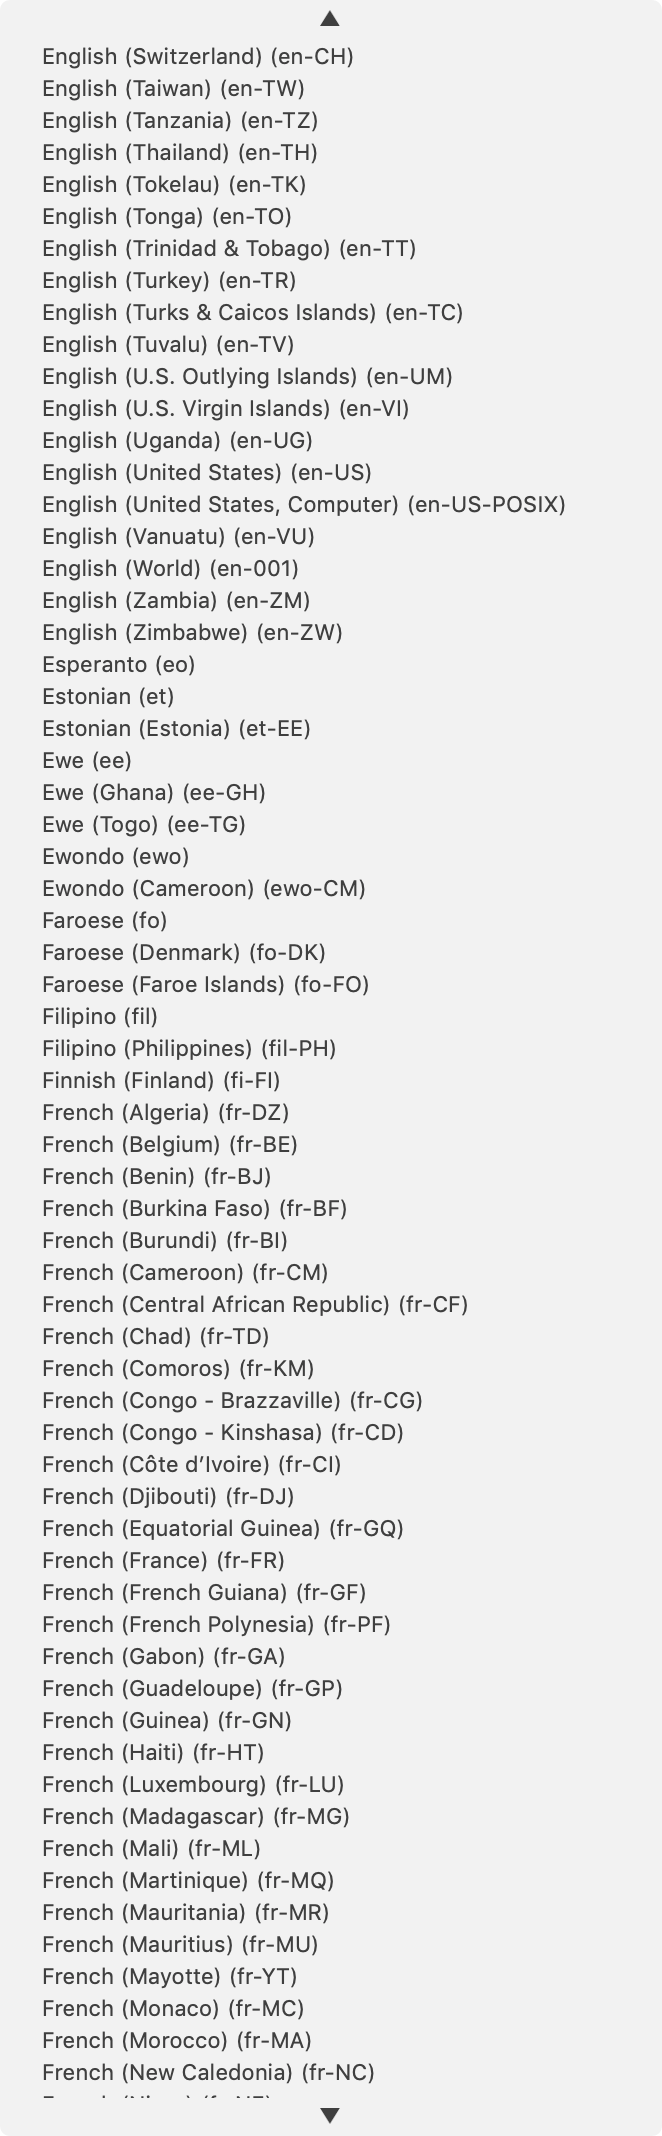 English (Switzerland) (en-CH)
English (Taiwan) (en-TW)
English (Tanzania) (en-TZ)
English (Thailand) (en-TH)
English (Tokelau) (en-TK)
English (Tonga) (en-TO)
English (Trinidad & Tobago) (en-TT)
English (Turkey) (en-TR)
English (Turks & Caicos Islands) (en-TC)
English (Tuvalu) (en-TV)
English (U.S. Outlying Islands) (en-UM)
English (U.S. Virgin Islands) (en-VI)
English (Uganda) (en-UG)
English (United States) (en-US)
English (United States, Computer) (en-US-POSIX)
English (Vanuatu) (en-VU)
English (World) (en-001)
English (Zambia) (en-ZM)
English (Zimbabwe) (en-ZW)
Esperanto (eo)
Estonian (et)
Estonian (Estonia) (et-EE)
Ewe (ee)
Ewe (Ghana) (ee-GH)
Ewe (Togo) (ee-TG)
Ewondo (ewo)
Ewondo (Cameroon) (ewo-CM)
Faroese (fo)
Faroese (Denmark) (fo-DK)
Faroese (Faroe Islands) (fo-FO)
Filipino (fil)
Filipino (Philippines) (fil-PH)
Finnish (Finland) (fi-FI)
French (Algeria) (fr-DZ)
French (Belgium) (fr-BE)
French (Benin) (fr-BJ)
French (Burkina Faso) (fr-BF)
French (Burundi) (fr-BI)
French (Cameroon) (fr-CM)
French (Central African Republic) (fr-CF)
French (Chad) (fr-TD)
French (Comoros) (fr-KM)
French (Congo - Brazzaville) (fr-CG)
French (Congo - Kinshasa) (fr-CD)
French (Côte d’Ivoire) (fr-CI)
French (Djibouti) (fr-DJ)
French (Equatorial Guinea) (fr-GQ)
French (France) (fr-FR)
French (French Guiana) (fr-GF)
French (French Polynesia) (fr-PF)
French (Gabon) (fr-GA)
French (Guadeloupe) (fr-GP)
French (Guinea) (fr-GN)
French (Haiti) (fr-HT)
French (Luxembourg) (fr-LU)
French (Madagascar) (fr-MG)
French (Mali) (fr-ML)
French (Martinique) (fr-MQ)
French (Mauritania) (fr-MR)
French (Mauritius) (fr-MU)
French (Mayotte) (fr-YT)
French (Monaco) (fr-MC)
French (Morocco) (fr-MA)
French (New Caledonia) (fr-NC)